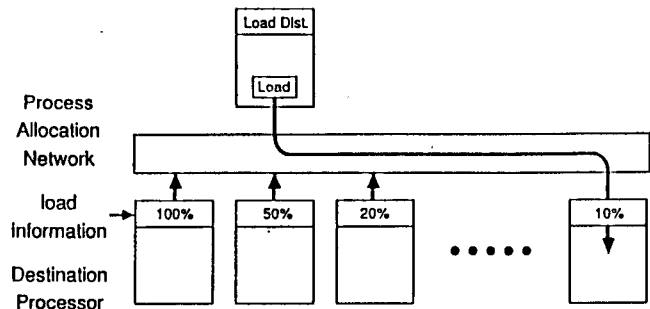 Load Dist.
Load
Process
Allocation
Network
load
Information
100%
50%
20%
10%
Destination
Processor